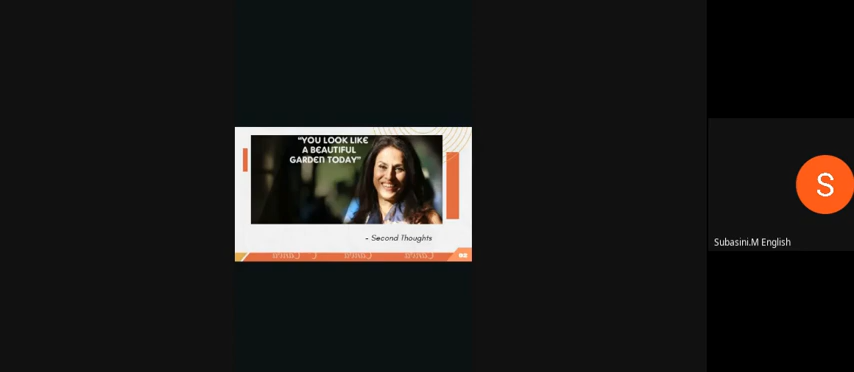 "YOU LOOK LIKE
A BEAUTIFUL
GARDEN TODAY"
- Second Thoughts
S
Subasini.M English